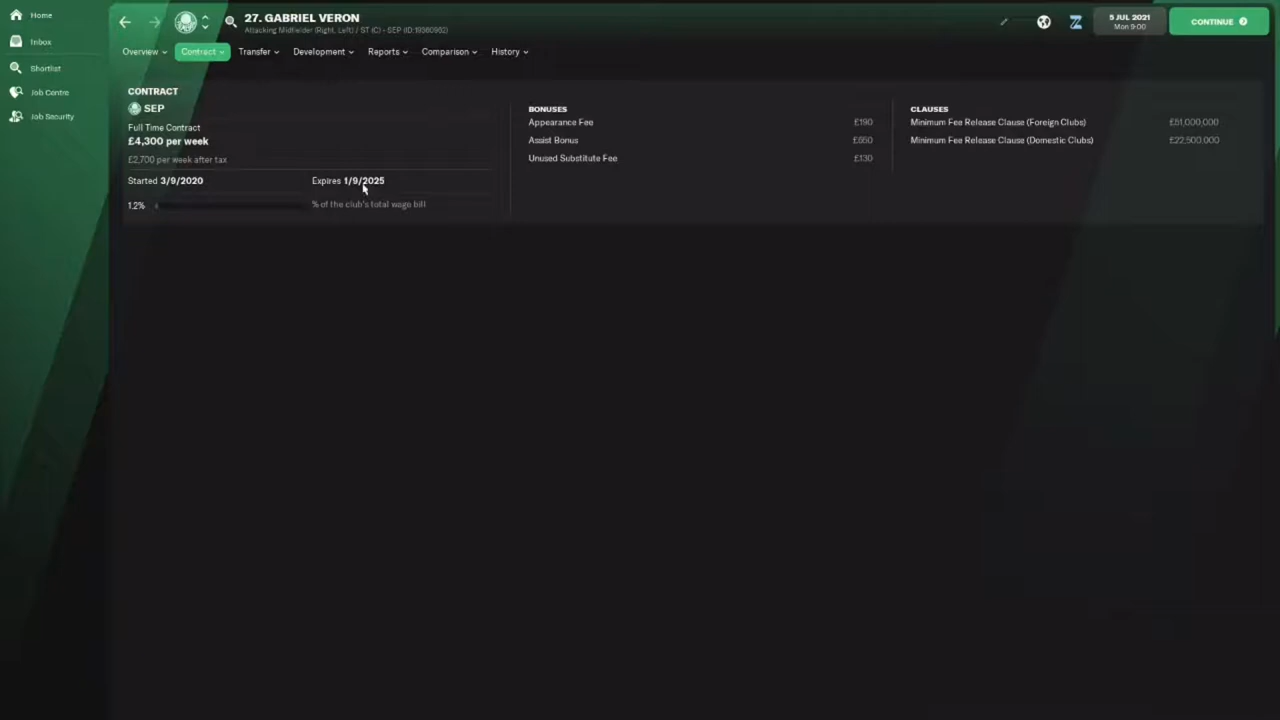 Home
Inbox
Shortlist
Job Centre
Job Security
27. GABRIEL VERON
Attacking Midfielder (Right, Left) / ST (C) - SEP
5 JUL 2021
Mon 9:00
CONTINUE
Overview
Contract
Transfer
Development
Reports
Comparison
History
CONTRACT
SEP
Full Time Contract
£4,300 per week
£2,700 per week after tax
Started 3/9/2020
Expires 1/9/2025
1.2%
% of the club's total wage bill
BONUSES
Appearance Fee £190
Assist Bonus £650
Unused Substitute Fee £130
CLAUSES
Minimum Fee Release Clause (Foreign Clubs) £51,000,000
Minimum Fee Release Clause (Domestic Clubs) £22,500,000